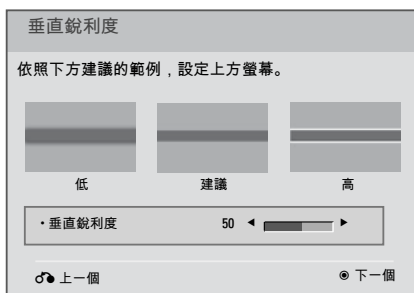 垂直銳利度
依照下方建議的範例，設定上方螢幕。
低 建議 高
・垂直銳利度 50 ◄ ►
上一個 ◉ 下一個